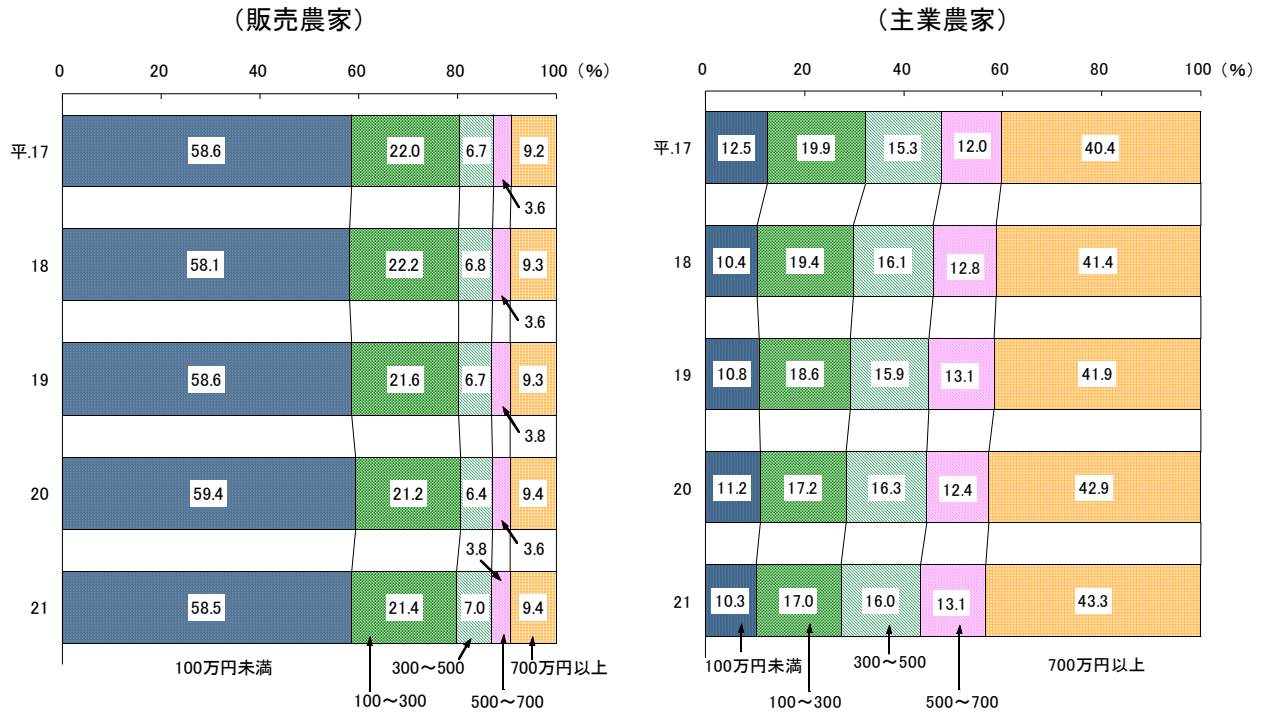 （販売農家）
0 20 40 60 80 100 （%）
平.17 58.6 22.0 6.7 9.2
3.6
18 58.1 22.2 6.8 9.3
3.6
19 58.6 21.6 6.7 9.3
3.8
20 59.4 21.2 6.4 9.4
3.8 3.6
21 58.5 21.4 7.0 9.4
100万円未満 300～500 700万円以上
100～300 500～700
（主業農家）
0 20 40 60 80 100 （%）
平.17 12.5 19.9 15.3 12.0 40.4
18 10.4 19.4 16.1 12.8 41.4
19 10.8 18.6 15.9 13.1 41.9
20 11.2 17.2 16.3 12.4 42.9
21 10.3 17.0 16.0 13.1 43.3
100万円未満 300～500 700万円以上
100～300 500～700